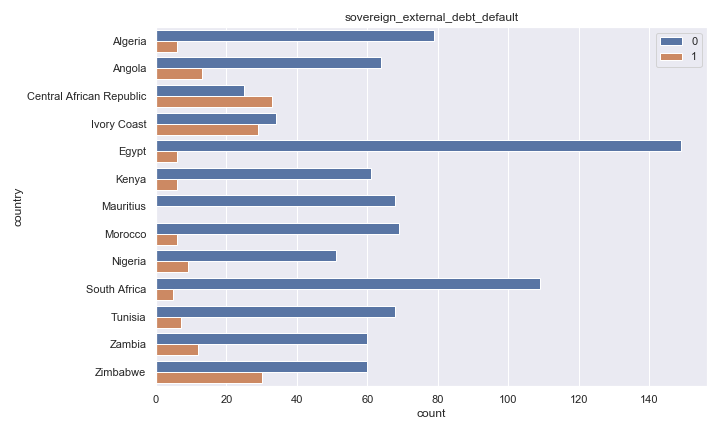 sovereign_external_debt_default
0
1
Algeria
Angola
Central African Republic
Ivory Coast
Egypt
Kenya
Mauritius
Morocco
Nigeria
South Africa
Tunisia
Zambia
Zimbabwe
country
0 20 40 60 80 100 120 140
count